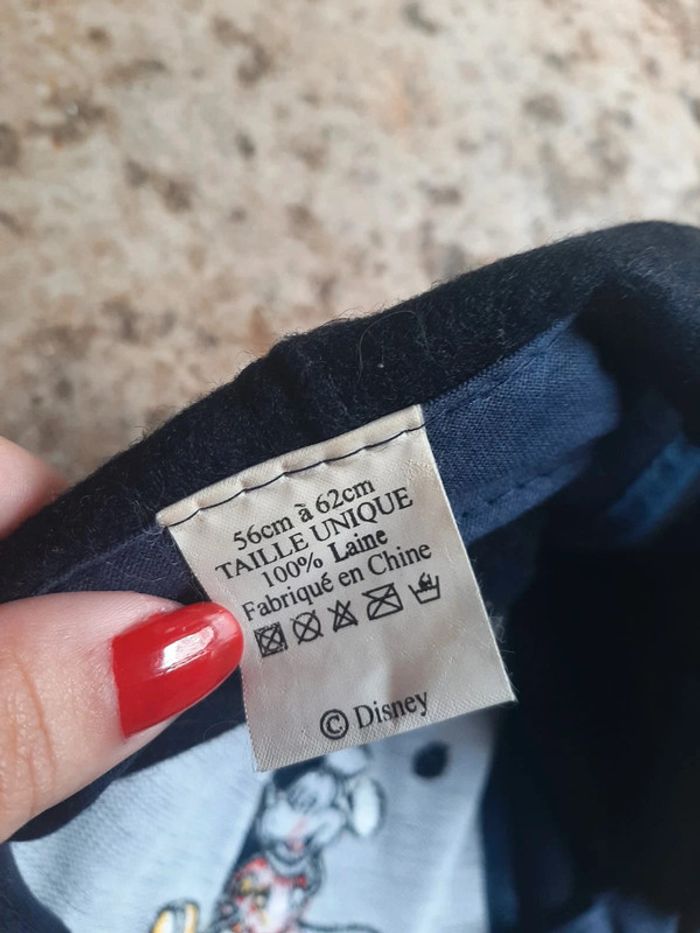 56cm à 62cm
TAILLE UNIQUE
100% Laine
Fabriqué en Chine
© Disney